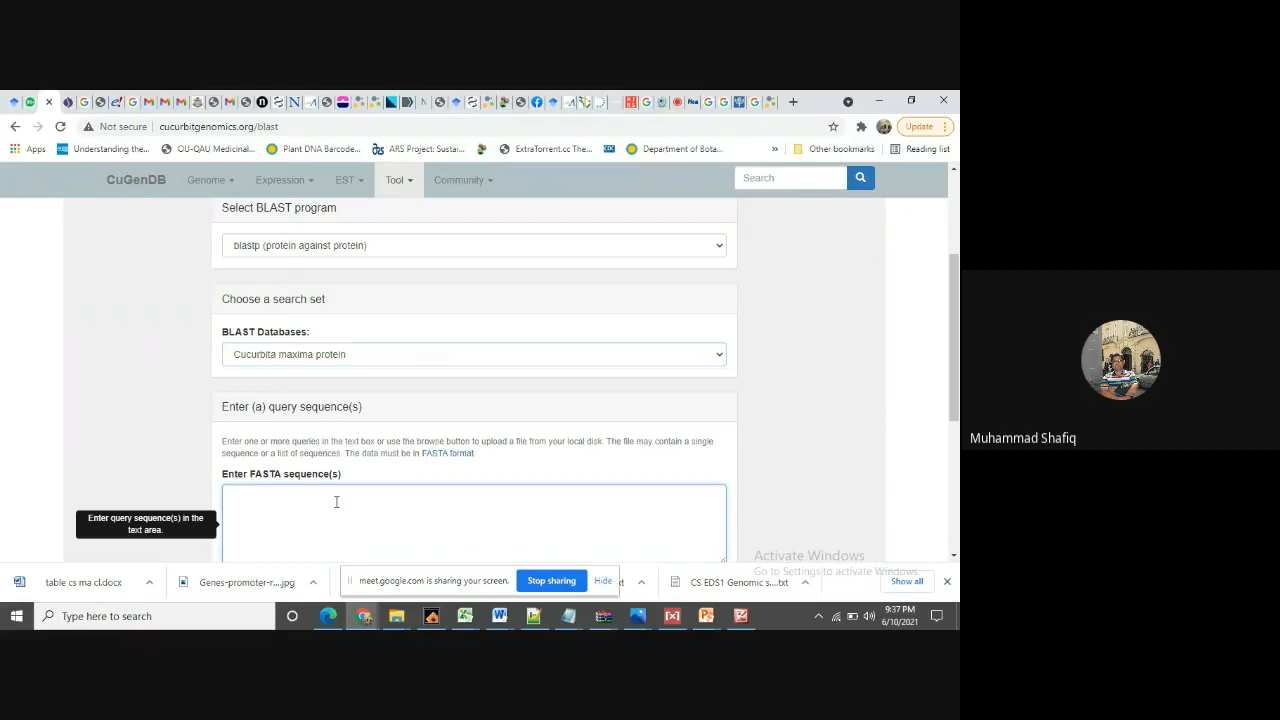 Not secure
cucurbitgenomics.org/blast
Update
Apps
Understanding the...
OU-QAU Medicinal...
Plant DNA Barcode...
ARS Project: Sustai...
ExtraTorrent.cc The...
Department of Bota...
»
Other bookmarks
Reading list
CuGenDB
Genome
Expression
EST
Tool
Community
Search
Select BLAST program
blastp (protein against protein)
Choose a search set
BLAST Databases:
Cucurbita maxima protein
Enter (a) query sequence(s)
Enter one or more queries in the text box or use the browse button to upload a file from your local disk. The file may contain a single
sequence or a list of sequences. The data must be in FASTA format.
Enter FASTA sequence(s)
Enter query sequence(s) in the
text area.
Muhammad Shafiq
Activate Windows
Go to Settings to activate Windows.
table cs ma cl.docx
Genes-promoter-r....jpg
meet.google.com is sharing your screen.
Stop sharing
Hide
CS EDS1 Genomic s....txt
Show all
Type here to search
9:37 PM
6/10/2021